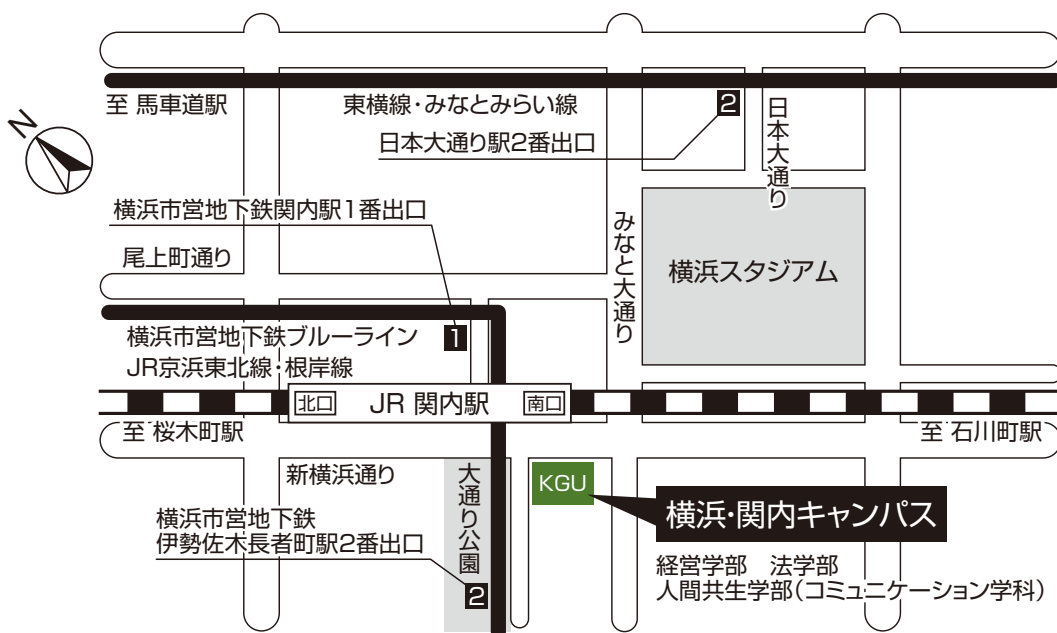 至 馬車道駅
東横線・みなとみらい線
2
日本大通り駅2番出口
日本大通り
N
横浜市営地下鉄関内駅1番出口
尾上町通り
みなと大通り
横浜スタジアム
横浜市営地下鉄ブルーライン
1
JR京浜東北線・根岸線
北口
JR 関内駅
南口
至 桜木町駅
至 石川町駅
新横浜通り
大通り公園
KGU
横浜・関内キャンパス
横浜市営地下鉄
伊勢佐木長者町駅2番出口
2
経営学部　法学部
人間共生学部(コミュニケーション学科)